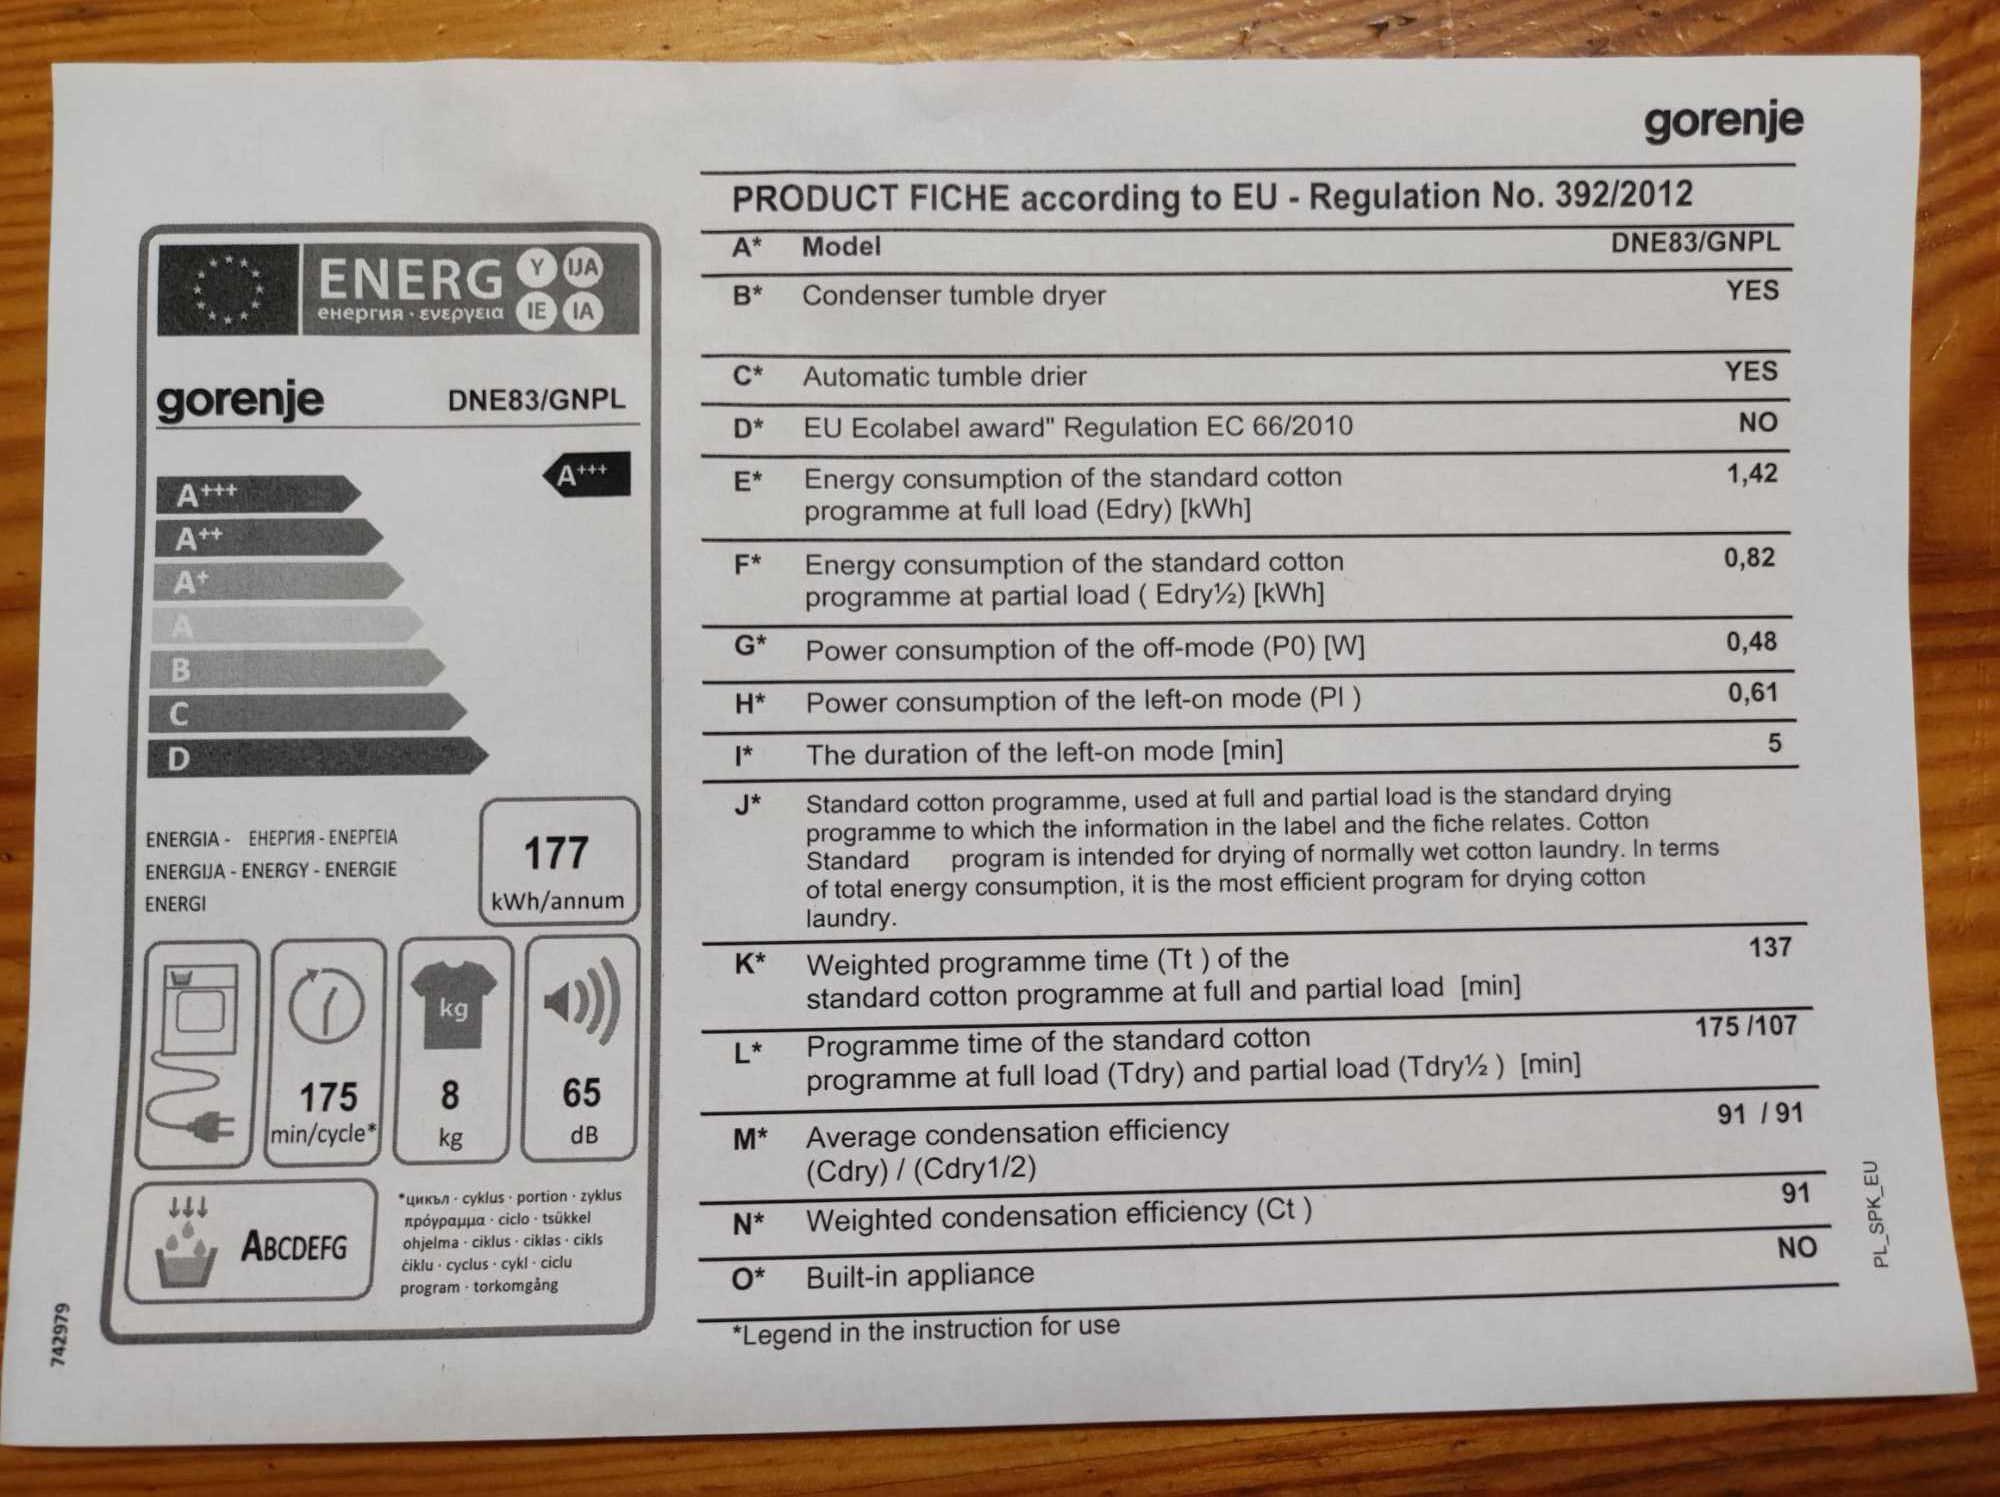 gorenje
ENERG Y IJA
енергия · ενεργεια IE IA
gorenje DNE83/GNPL
A+++ A+++
A++
A+
A
B
C
D
ENERGIA - ЕНЕРГИЯ - ΕΝΕΡΓΕΙΑ
ENERGIJA - ENERGY - ENERGIE
ENERGI
177
kWh/annum
kg
175 8 65
min/cycle* kg dB
ABCDEFG
*цикъл · cyklus · portion · zyklus
πρόγραμμα · ciclo · tsükkel
ohjelma · ciklus · ciklas · cikls
ċiklu · cyclus · cykl · ciclu
program · torkomgång
742979
PRODUCT FICHE according to EU - Regulation No. 392/2012
A* Model DNE83/GNPL
B* Condenser tumble dryer YES
C* Automatic tumble drier YES
D* EU Ecolabel award" Regulation EC 66/2010 NO
E* Energy consumption of the standard cotton 1,42
programme at full load (Edry) [kWh]
F* Energy consumption of the standard cotton 0,82
programme at partial load ( Edry½) [kWh]
G* Power consumption of the off-mode (P0) [W] 0,48
H* Power consumption of the left-on mode (Pl ) 0,61
I* The duration of the left-on mode [min] 5
J* Standard cotton programme, used at full and partial load is the standard drying
programme to which the information in the label and the fiche relates. Cotton
Standard program is intended for drying of normally wet cotton laundry. In terms
of total energy consumption, it is the most efficient program for drying cotton
laundry.
K* Weighted programme time (Tt ) of the 137
standard cotton programme at full and partial load [min]
L* Programme time of the standard cotton 175 /107
programme at full load (Tdry) and partial load (Tdry½ ) [min]
M* Average condensation efficiency 91 / 91
(Cdry) / (Cdry1/2)
N* Weighted condensation efficiency (Ct ) 91
O* Built-in appliance NO
*Legend in the instruction for use
PL_SPK_EU